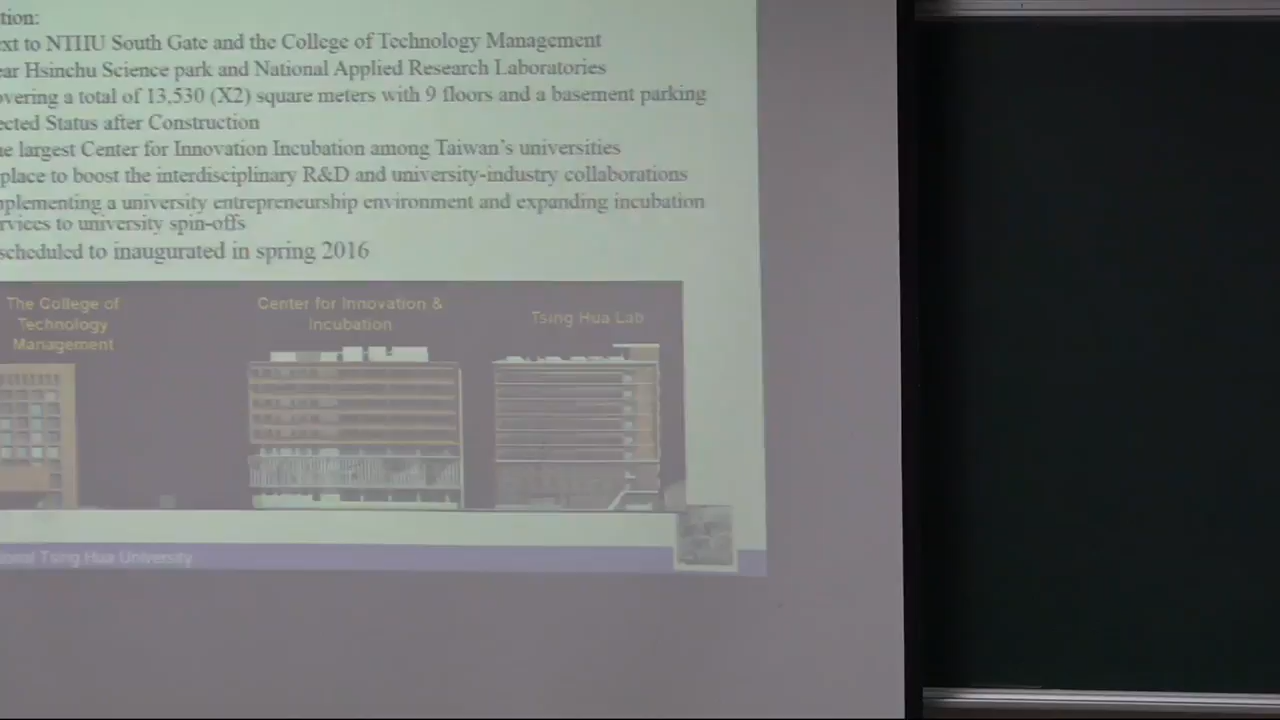 tion:
ext to NTHU South Gate and the College of Technology Management
ear Hsinchu Science park and National Applied Research Laboratories
overing a total of 13,530 (X2) square meters with 9 floors and a basement parking
ected Status after Construction
he largest Center for Innovation Incubation among Taiwan's universities
place to boost the interdisciplinary R&D and university-industry collaborations
mplementing a university entrepreneurship environment and expanding incubation
rvices to university spin-offs
scheduled to inaugurated in spring 2016
The College of
Technology
Management
Center for Innovation &
Incubation
Tsing Hua Lab
Tsing Hua University